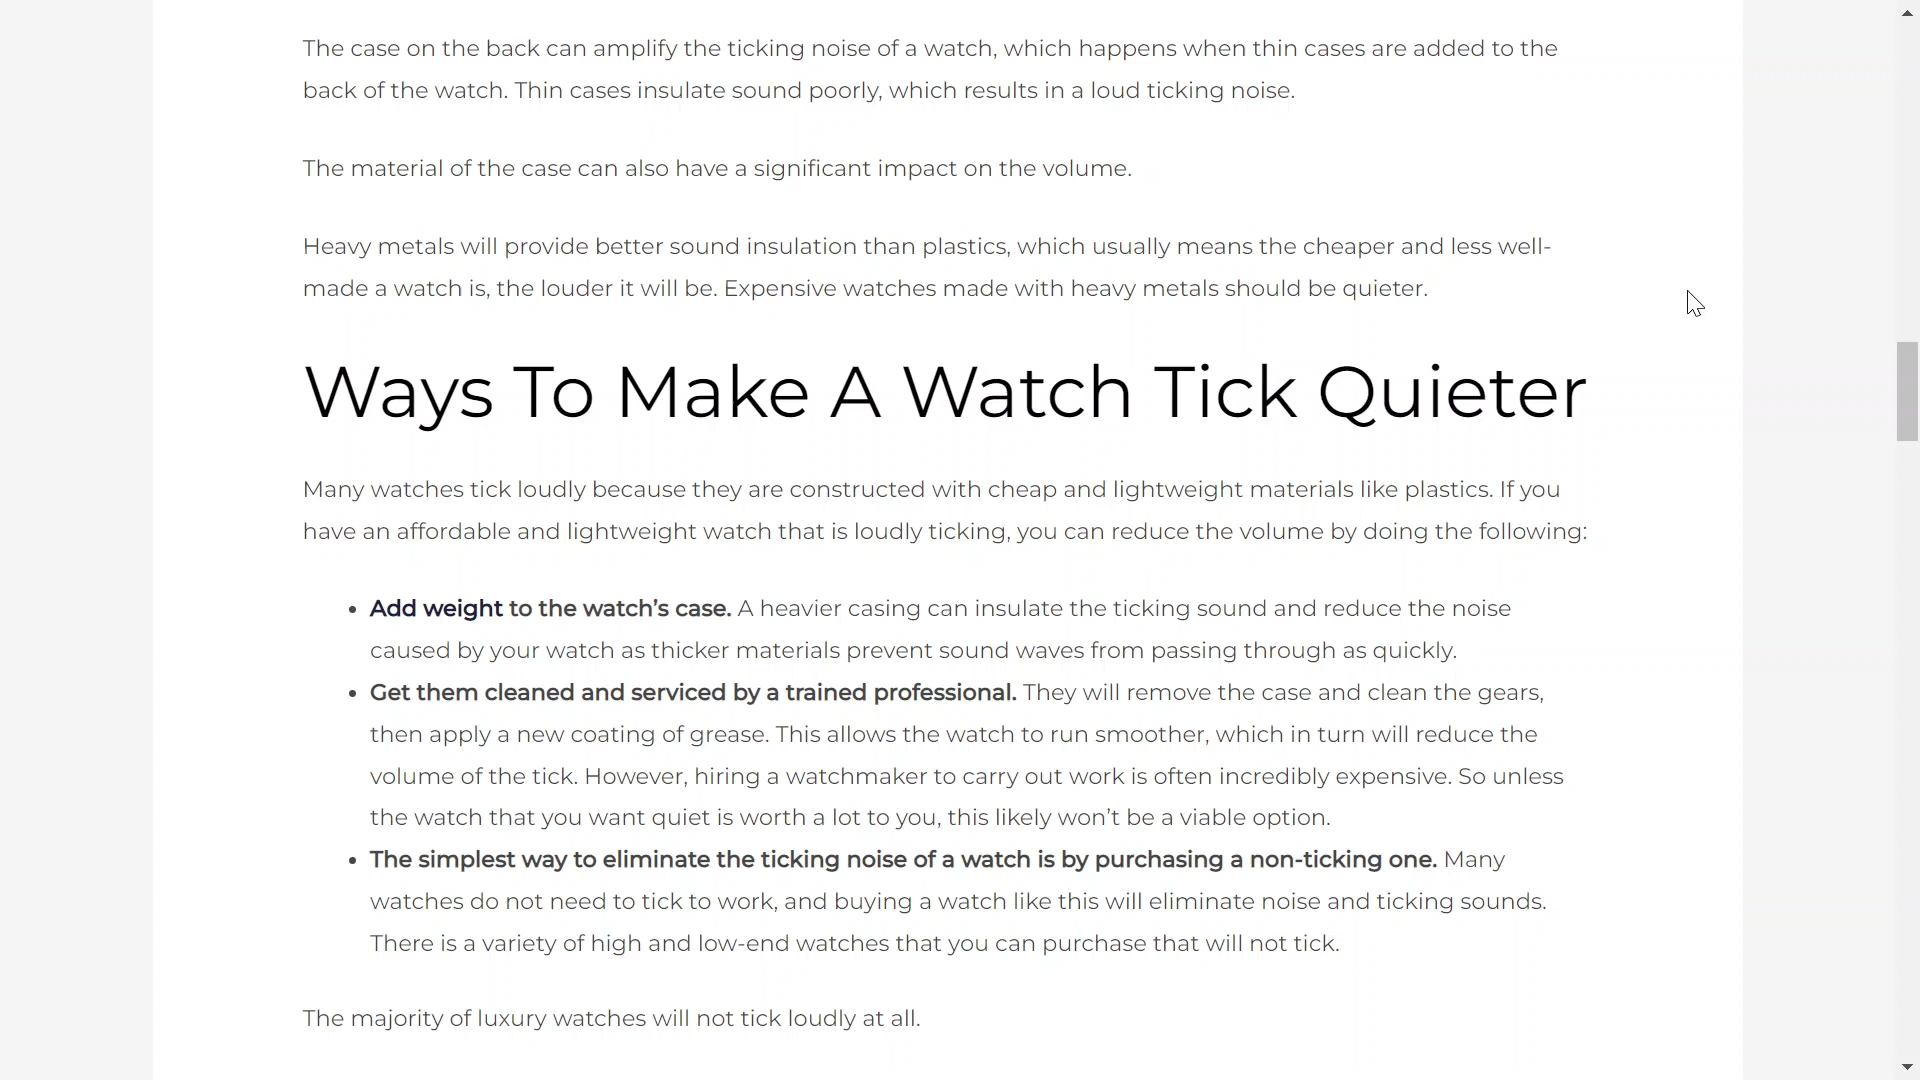 The case on the back can amplify the ticking noise of a watch, which happens when thin cases are added to the
back of the watch. Thin cases insulate sound poorly, which results in a loud ticking noise.
The material of the case can also have a significant impact on the volume.
Heavy metals will provide better sound insulation than plastics, which usually means the cheaper and less well-
made a watch is, the louder it will be. Expensive watches made with heavy metals should be quieter.
Ways To Make A Watch Tick Quieter
Many watches tick loudly because they are constructed with cheap and lightweight materials like plastics. If you
have an affordable and lightweight watch that is loudly ticking, you can reduce the volume by doing the following:
• Add weight to the watch’s case. A heavier casing can insulate the ticking sound and reduce the noise
caused by your watch as thicker materials prevent sound waves from passing through as quickly.
• Get them cleaned and serviced by a trained professional. They will remove the case and clean the gears,
then apply a new coating of grease. This allows the watch to run smoother, which in turn will reduce the
volume of the tick. However, hiring a watchmaker to carry out work is often incredibly expensive. So unless
the watch that you want quiet is worth a lot to you, this likely won’t be a viable option.
• The simplest way to eliminate the ticking noise of a watch is by purchasing a non-ticking one. Many
watches do not need to tick to work, and buying a watch like this will eliminate noise and ticking sounds.
There is a variety of high and low-end watches that you can purchase that will not tick.
The majority of luxury watches will not tick loudly at all.